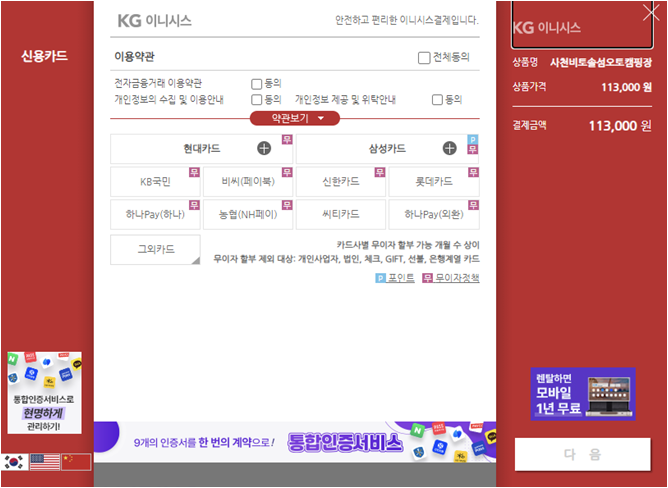 신용카드
KG 이니시스
안전하고 편리한 이니시스결제입니다.
이용약관
전체동의
전자금융거래 이용약관
동의
개인정보의 수집 및 이용안내
동의
개인정보 제공 및 위탁안내
동의
약관보기
현대카드
무
삼성카드
P
무
KB국민
무
비씨(페이북)
무
신한카드
무
롯데카드
무
하나Pay(하나)
무
농협(NH페이)
무
씨티카드
하나Pay(외환)
무
그외카드
카드사별 무이자 할부 가능 개월 수 상이
무이자 할부 제외 대상: 개인사업자, 법인, 체크, GIFT, 선불, 은행계열 카드
P 포인트
무 무이자정책
통합인증서비스로
현명하게
관리하기!
9개의 인증서를 한 번의 계약으로!
통합인증서비스
KG 이니시스
상품명
사천비토솔섬오토캠핑장
상품가격
113,000 원
결제금액
113,000 원
렌탈하면
모바일
1년 무료
다 음